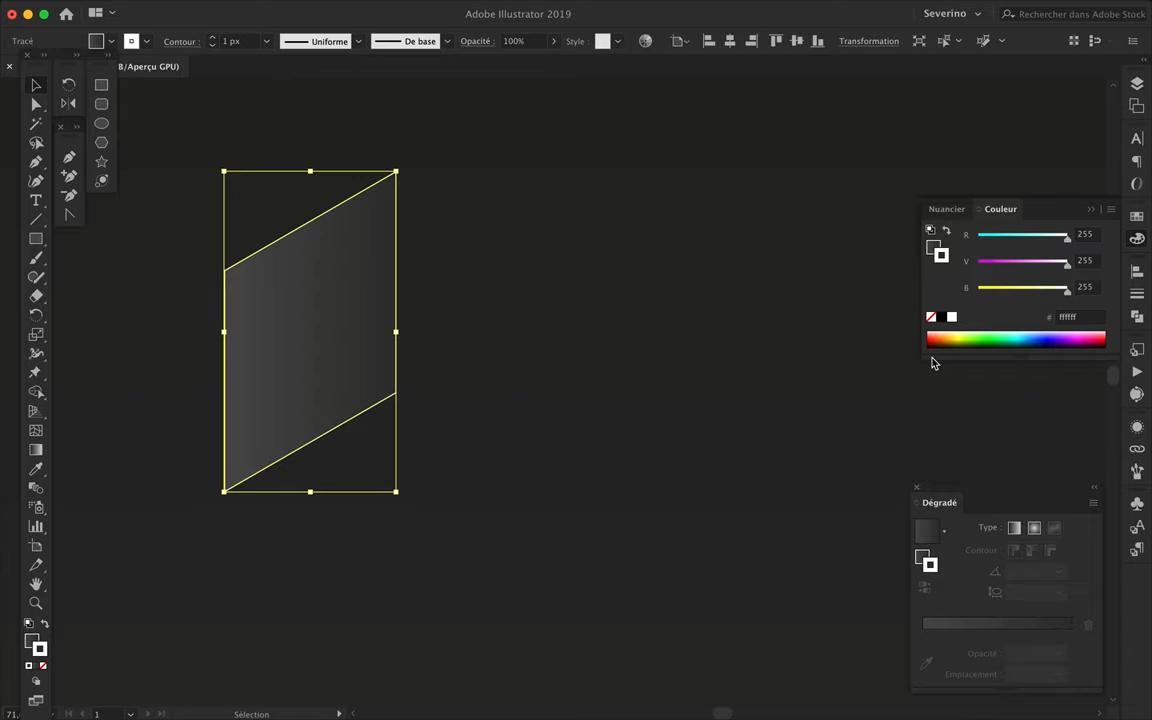 Adobe Illustrator 2019
Severino
Rechercher dans Adobe Stock
Tracé
Contour :
1 px
Uniforme
De base
Opacité :
100%
Style :
Transformation
B/Aperçu GPU)
Nuancier
Couleur
R
255
V
255
B
255
#
ffffff
Dégradé
Type :
Contour :
Opacité :
Emplacement :
71,
1
Sélection